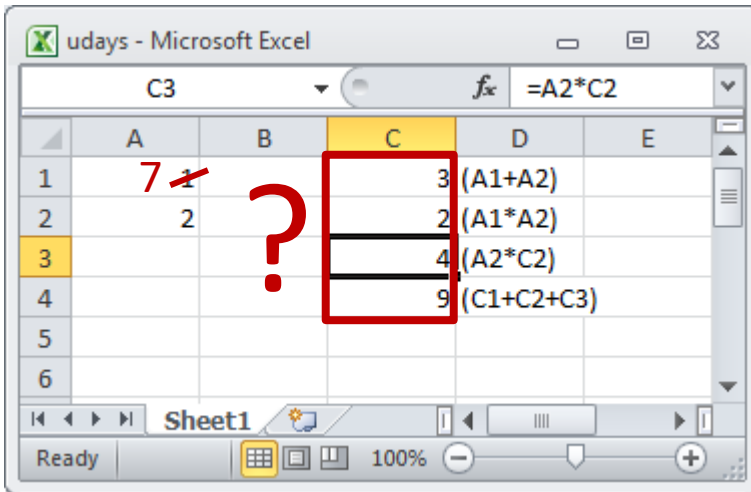 udays - Microsoft Excel
C3 fx =A2*C2
A B C D E
1 7 1 3 (A1+A2)
2 2 2 (A1*A2)
3 ? 4 (A2*C2)
4 9 (C1+C2+C3)
5
6
Sheet1
Ready 100%